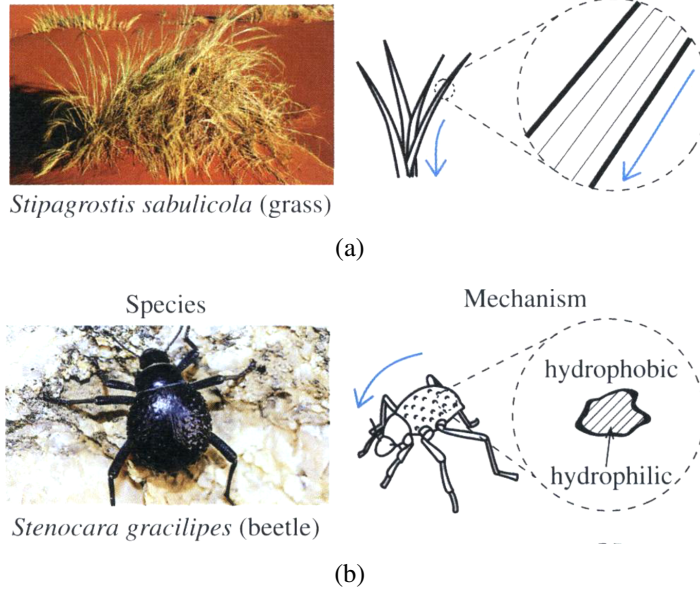 Stipagrostis sabulicola (grass)
(a)
Species
Mechanism
hydrophobic
hydrophilic
Stenocara gracilipes (beetle)
(b)